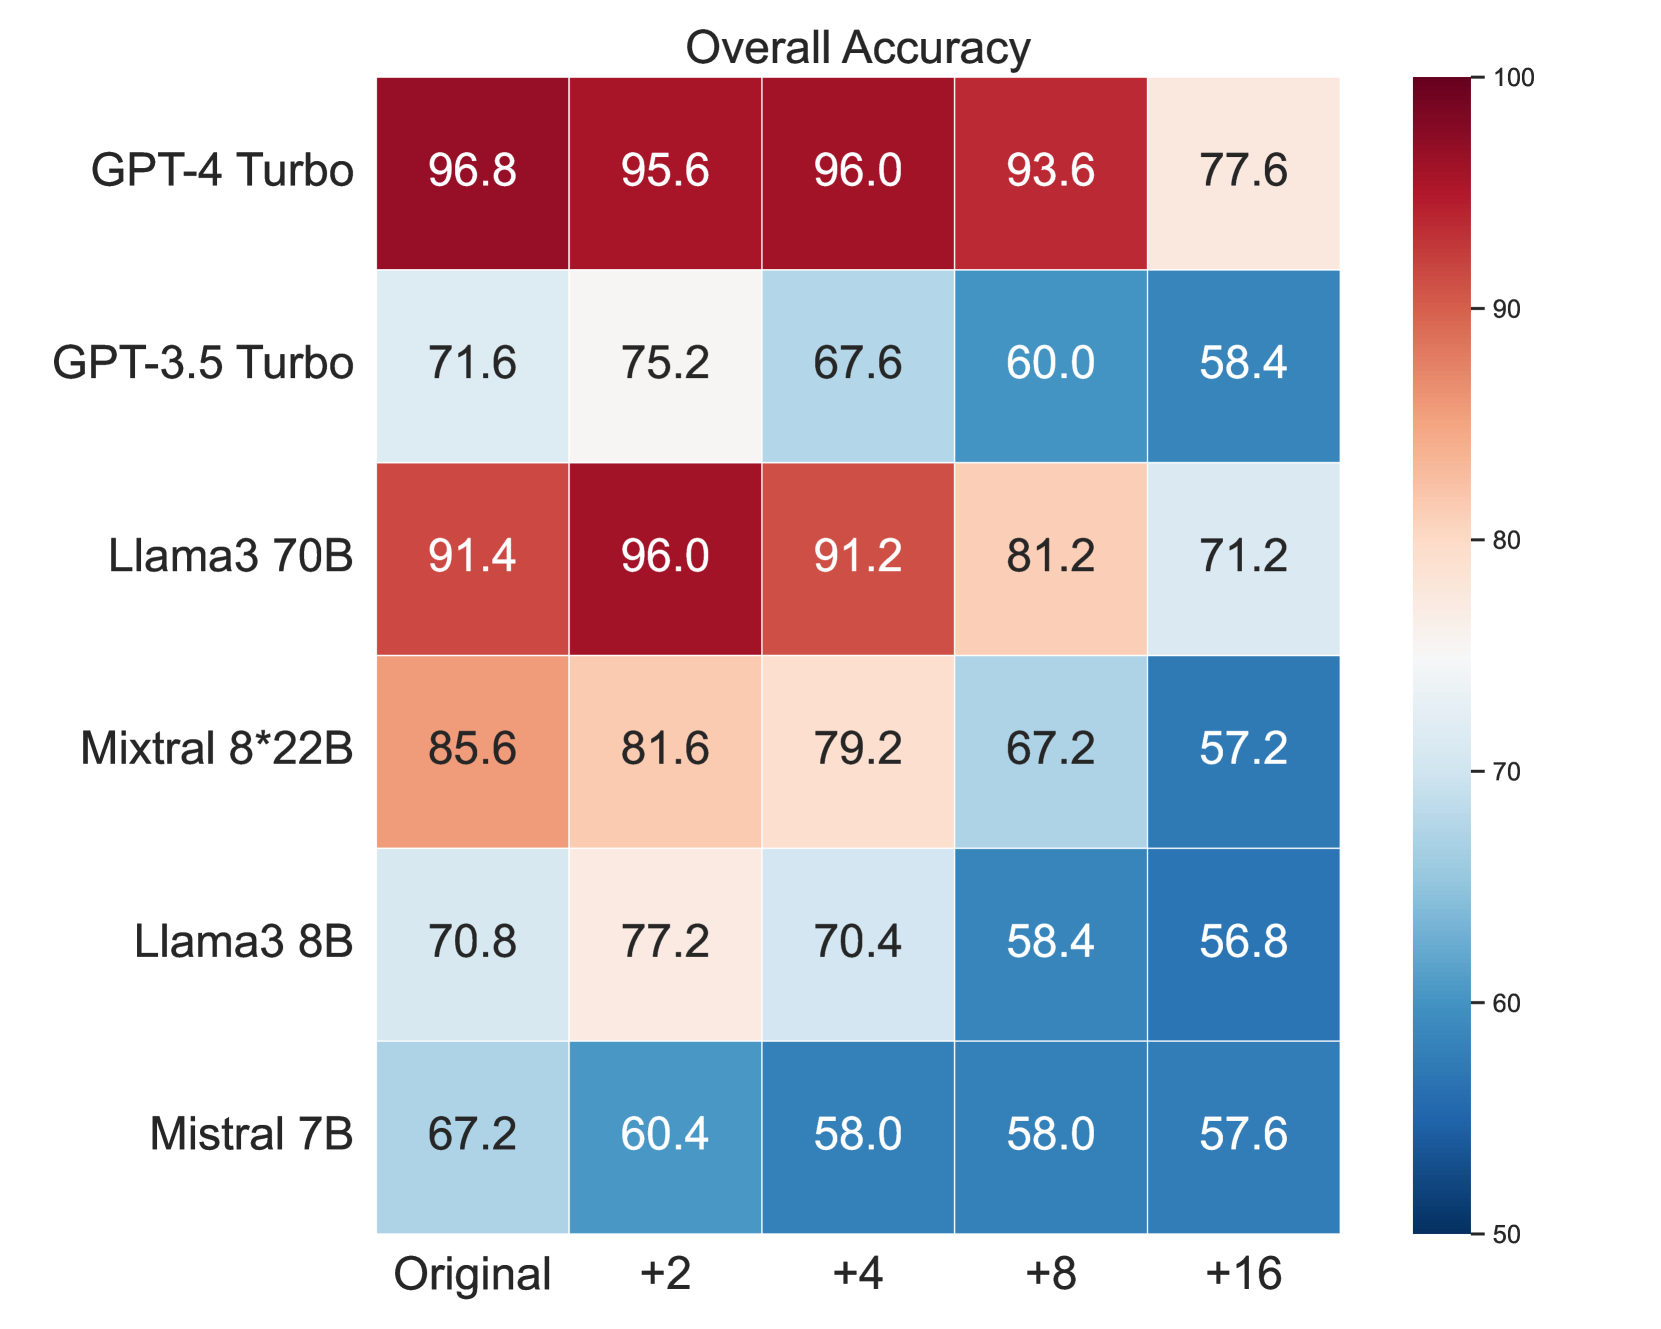 Overall Accuracy
GPT-4 Turbo 96.8 95.6 96.0 93.6 77.6
GPT-3.5 Turbo 71.6 75.2 67.6 60.0 58.4
Llama3 70B 91.4 96.0 91.2 81.2 71.2
Mixtral 8*22B 85.6 81.6 79.2 67.2 57.2
Llama3 8B 70.8 77.2 70.4 58.4 56.8
Mistral 7B 67.2 60.4 58.0 58.0 57.6
Original +2 +4 +8 +16
100
90
80
70
60
50